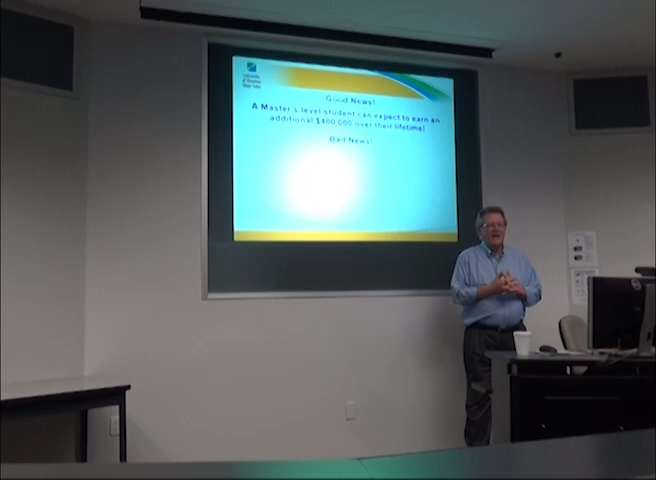 Good News!
A Master's level student can expect to earn an
additional $400,000 over their lifetime!
Bad News!